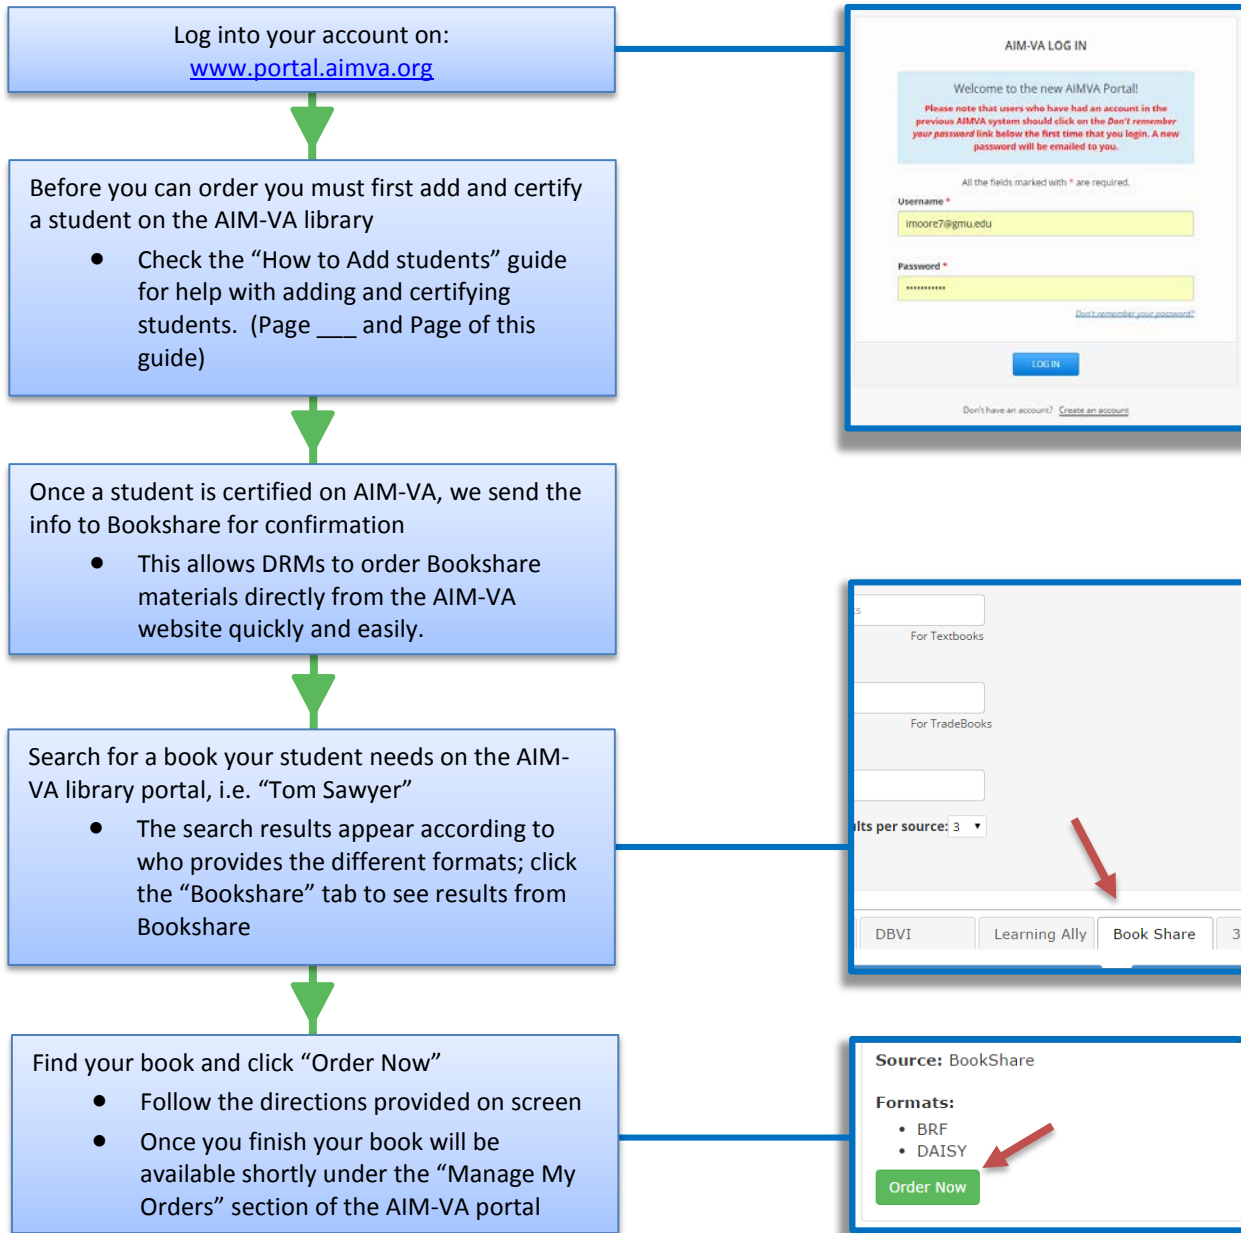 Log into your account on:
www.portal.aimva.org
Before you can order you must first add and certify
a student on the AIM-VA library
● Check the “How to Add students” guide
for help with adding and certifying
students.  (Page ___ and Page of this
guide)
Once a student is certified on AIM-VA, we send the
info to Bookshare for confirmation
● This allows DRMs to order Bookshare
materials directly from the AIM-VA
website quickly and easily.
Search for a book your student needs on the AIM-
VA library portal, i.e. “Tom Sawyer”
● The search results appear according to
who provides the different formats; click
the “Bookshare” tab to see results from
Bookshare
Find your book and click “Order Now”
● Follow the directions provided on screen
● Once you finish your book will be
available shortly under the “Manage My
Orders” section of the AIM-VA portal
AIM-VA LOG IN
Welcome to the new AIMVA Portal!
Please note that users who have had an account in the
previous AIMVA system should click on the Don't remember
your password link below the first time that you login. A new
password will be emailed to you.
All the fields marked with * are required.
Username *
imoore7@gmu.edu
Password *
•••••••••••
Don't remember your password?
LOG IN
Don't have an account? Create an account
For Textbooks
For TradeBooks
lts per source: 3
DBVI Learning Ally Book Share 3
Source: BookShare
Formats:
• BRF
• DAISY
Order Now